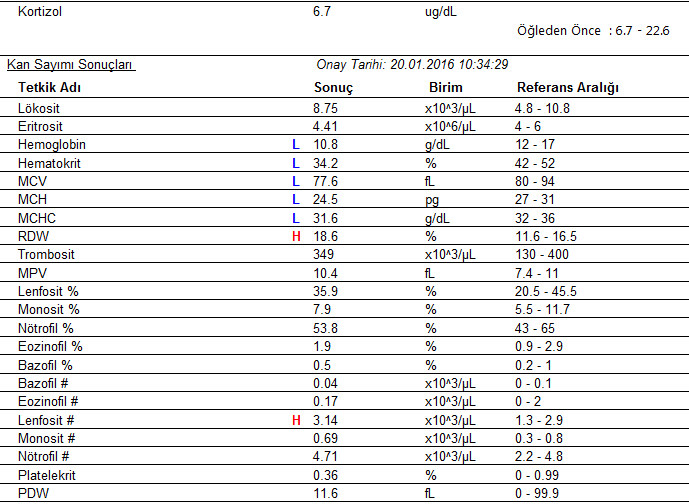 Kortizol 6.7 ug/dL
Öğleden Önce : 6.7 - 22.6
Kan Sayımı Sonuçları Onay Tarihi: 20.01.2016 10:34:29
Tetkik Adı Sonuç Birim Referans Aralığı
Lökosit 8.75 x10^3/µL 4.8 - 10.8
Eritrosit 4.41 x10^6/µL 4 - 6
Hemoglobin L 10.8 g/dL 12 - 17
Hematokrit L 34.2 % 42 - 52
MCV L 77.6 fL 80 - 94
MCH L 24.5 pg 27 - 31
MCHC L 31.6 g/dL 32 - 36
RDW H 18.6 % 11.6 - 16.5
Trombosit 349 x10^3/µL 130 - 400
MPV 10.4 fL 7.4 - 11
Lenfosit % 35.9 % 20.5 - 45.5
Monosit % 7.9 % 5.5 - 11.7
Nötrofil % 53.8 % 43 - 65
Eozinofil % 1.9 % 0.9 - 2.9
Bazofil % 0.5 % 0.2 - 1
Bazofil # 0.04 x10^3/µL 0 - 0.1
Eozinofil # 0.17 x10^3/µL 0 - 2
Lenfosit # H 3.14 x10^3/µL 1.3 - 2.9
Monosit # 0.69 x10^3/µL 0.3 - 0.8
Nötrofil # 4.71 x10^3/µL 2.2 - 4.8
Platelekrit 0.36 % 0 - 0.99
PDW 11.6 fL 0 - 99.9